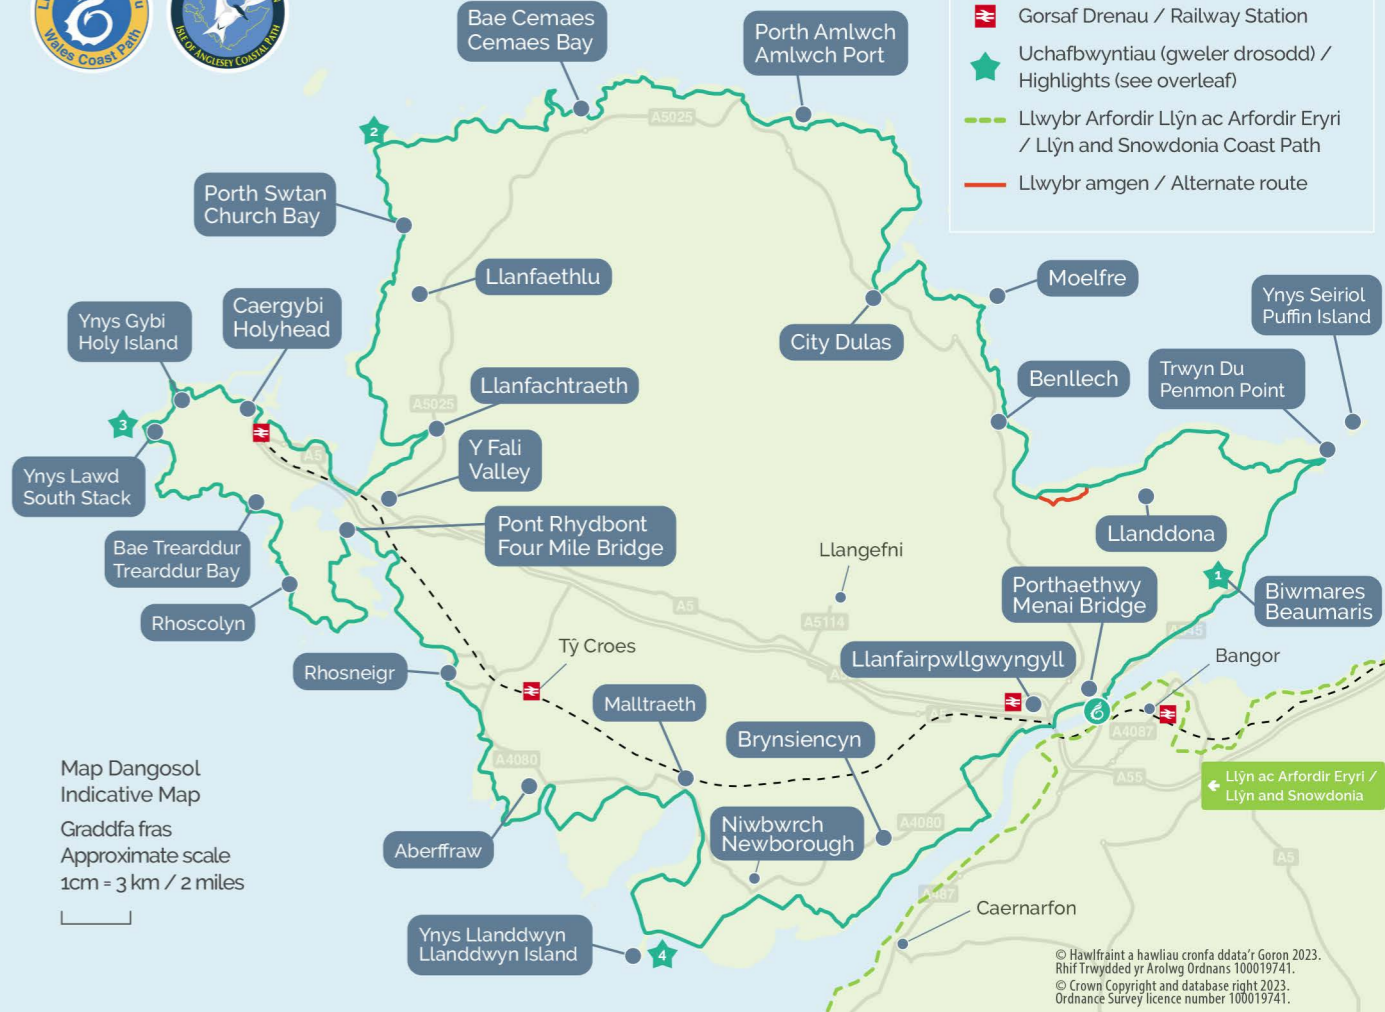 Wales Coast Path
ISLE OF ANGLESEY COASTAL PATH
Gorsaf Drenau / Railway Station
Uchafbwyntiau (gweler drosodd) /
Highlights (see overleaf)
Llwybr Arfordir Llŷn ac Arfordir Eryri
/ Llŷn and Snowdonia Coast Path
Llwybr amgen / Alternate route
Bae Cemaes
Cemaes Bay
Porth Amlwch
Amlwch Port
A5025
2
Porth Swtan
Church Bay
Llanfaethlu
Moelfre
Ynys Seiriol
Puffin Island
Ynys Gybi
Holy Island
Caergybi
Holyhead
City Dulas
Llanfachtraeth
Benllech
Trwyn Du
Penmon Point
A5025
3
A5
Y Fali
Valley
Ynys Lawd
South Stack
Pont Rhydbont
Four Mile Bridge
Llanddona
Bae Trearddur
Trearddur Bay
Llangefni
Porthaethwy
Menai Bridge
1
Biwmares
Beaumaris
Rhoscolyn
A5
A5114
Tŷ Croes
Llanfairpwllgwyngyll
Bangor
Rhosneigr
Malltraeth
A5
Brynsiencyn
A4087
A4080
A55
Llŷn ac Arfordir Eryri /
Llŷn and Snowdonia
Map Dangosol
Indicative Map
Graddfa fras
Approximate scale
1cm = 3 km / 2 miles
Aberffraw
Niwbwrch
Newborough
A4080
A5
A487
Caernarfon
Ynys Llanddwyn
Llanddwyn Island
4
© Hawlfraint a hawliau cronfa ddata’r Goron 2023.
Rhif Trwydded yr Arolwg Ordnans 100019741.
© Crown Copyright and database right 2023.
Ordnance Survey licence number 100019741.